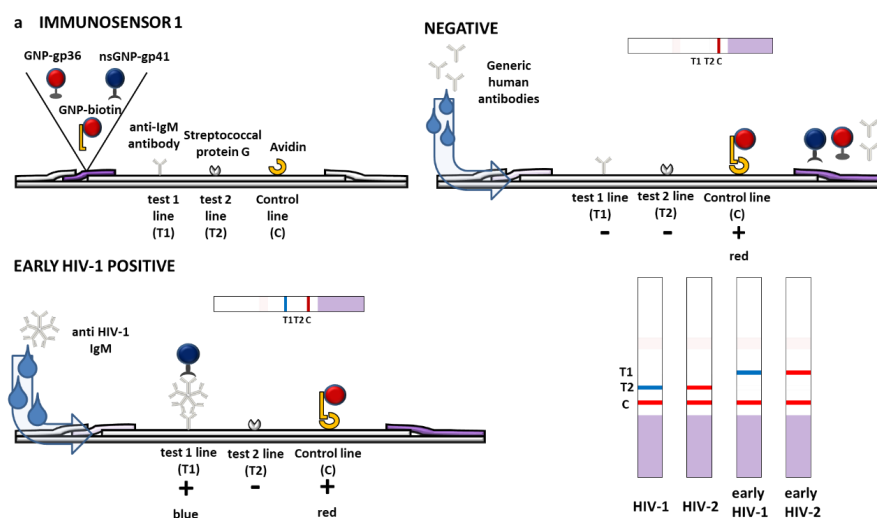 a IMMUNOSENSOR 1
GNP-gp36
nsGNP-gp41
GNP-biotin
anti-IgM
antibody
Streptococcal
protein G
Avidin
test 1
line
(T1)
test 2
line
(T2)
Control
line
(C)
NEGATIVE
T1 T2 C
Generic
human
antibodies
test 1 line
(T1)
-
test 2 line
(T2)
-
Control line
(C)
+
red
EARLY HIV-1 POSITIVE
T1T2 C
anti HIV-1
IgM
test 1 line
(T1)
+
blue
test 2 line
(T2)
-
Control line
(C)
+
red
T1
T2
C
HIV-1
HIV-2
early
HIV-1
early
HIV-2